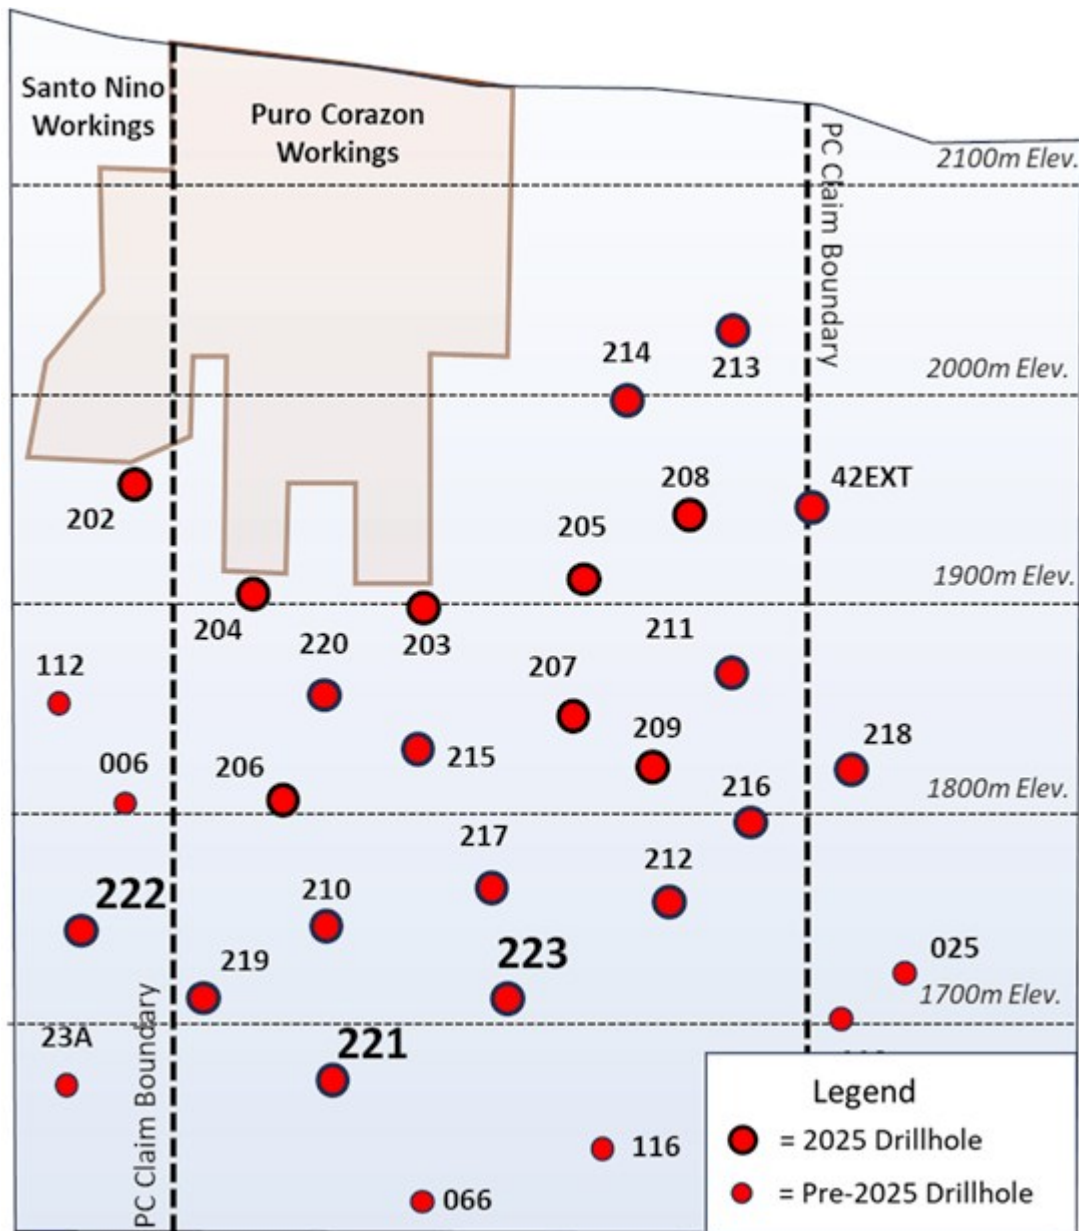 Santo Nino
Workings
Puro Corazon
Workings
PC Claim Boundary
2100m Elev.
214
213
2000m Elev.
208
42EXT
202
205
1900m Elev.
204
203
211
220
112
207
209
218
006
206
215
216
1800m Elev.
217
212
222
210
223
025
219
1700m Elev.
23A
221
PC Claim Boundary
116
066
Legend
= 2025 Drillhole
= Pre-2025 Drillhole